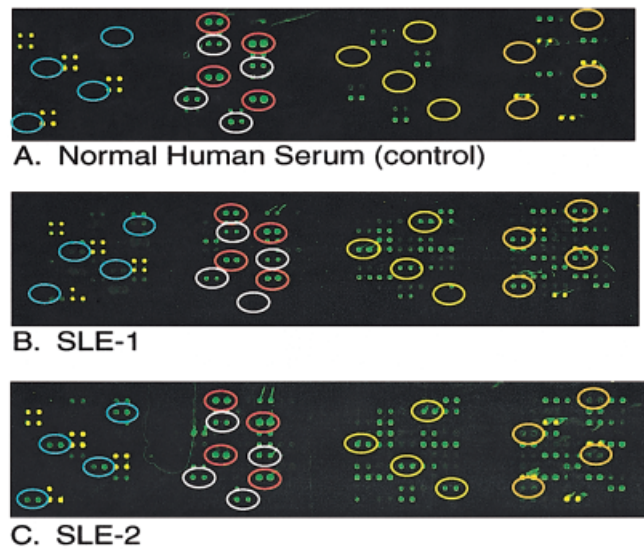 A. Normal Human Serum (control)
B. SLE-1
C. SLE-2